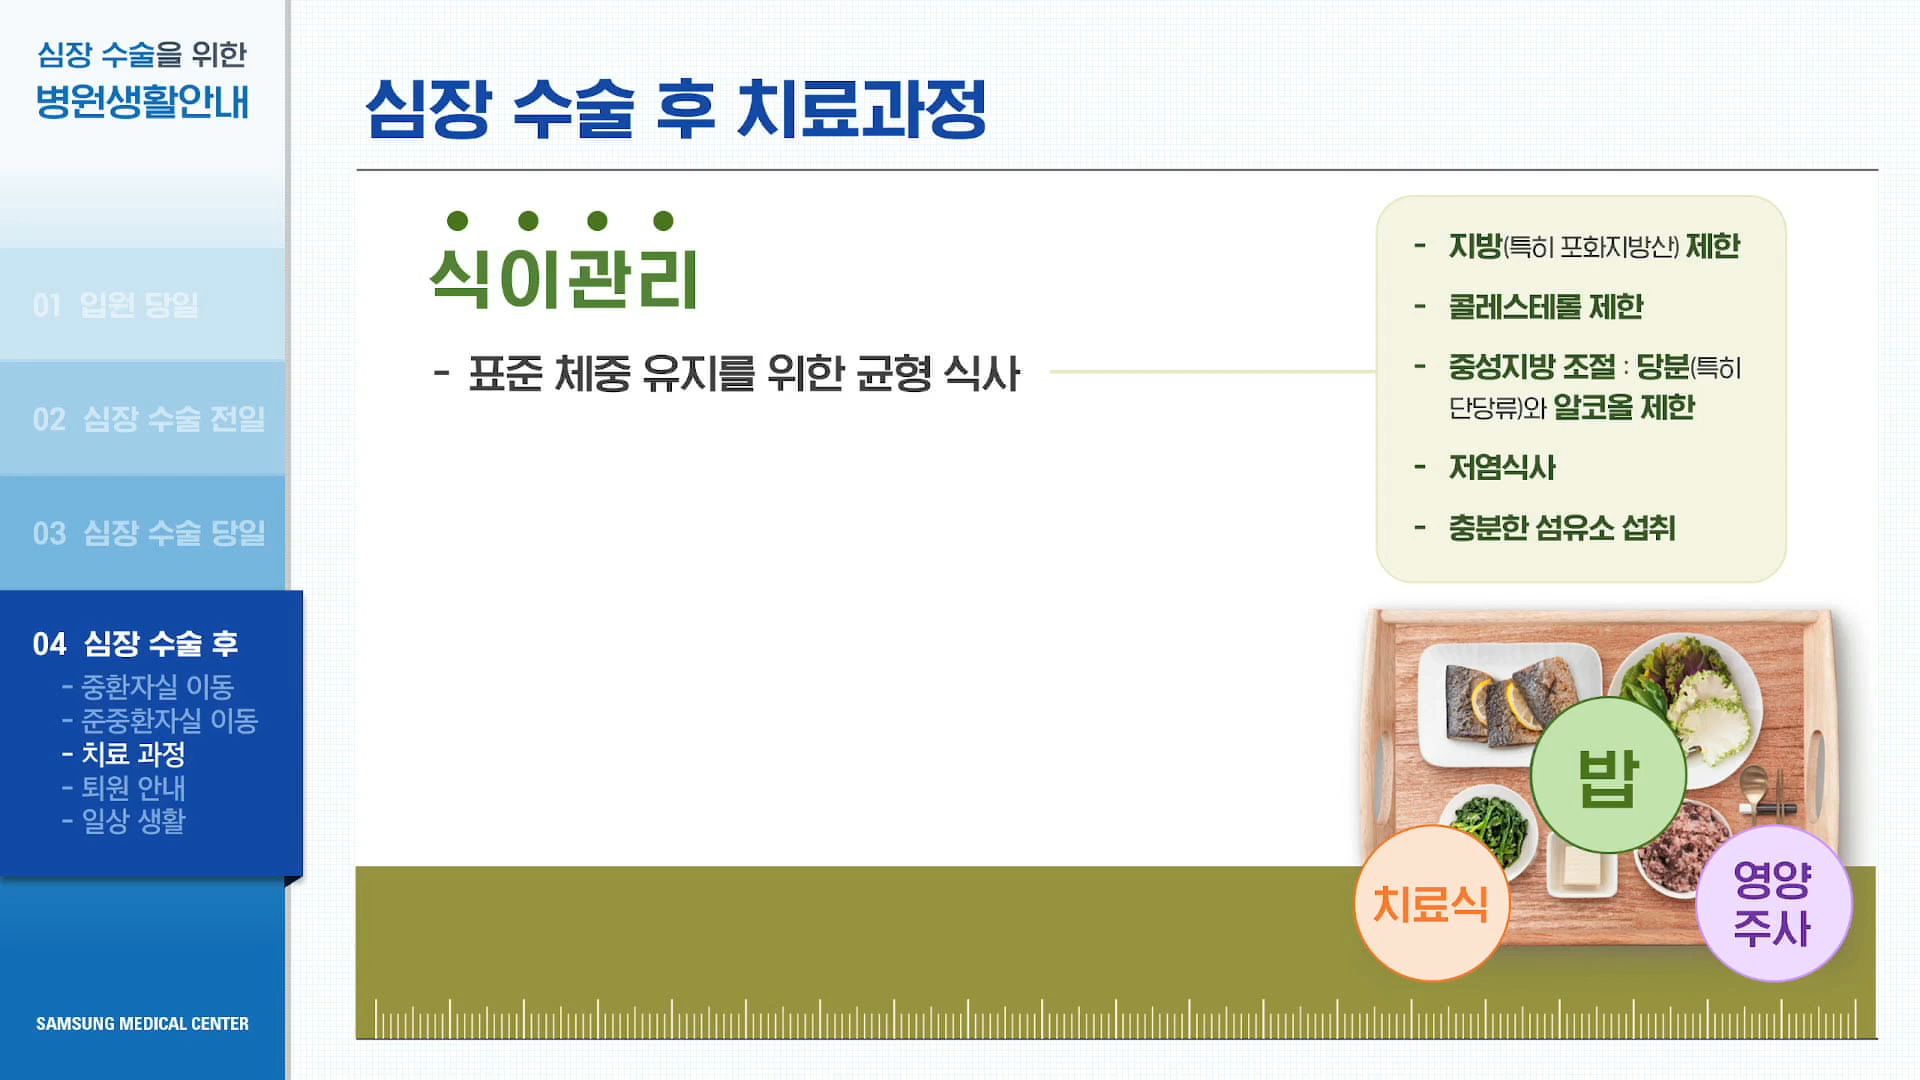 심장 수술을 위한
병원생활안내
01 입원 당일
02 심장 수술 전일
03 심장 수술 당일
04 심장 수술 후
- 중환자실 이동
- 준중환자실 이동
- 치료 과정
- 퇴원 안내
- 일상 생활
SAMSUNG MEDICAL CENTER
심장 수술 후 치료과정
식이관리
- 표준 체중 유지를 위한 균형 식사
- 지방(특히 포화지방산) 제한
- 콜레스테롤 제한
- 중성지방 조절 : 당분(특히
단당류)와 알코올 제한
- 저염식사
- 충분한 섬유소 섭취
밥
치료식
영양
주사